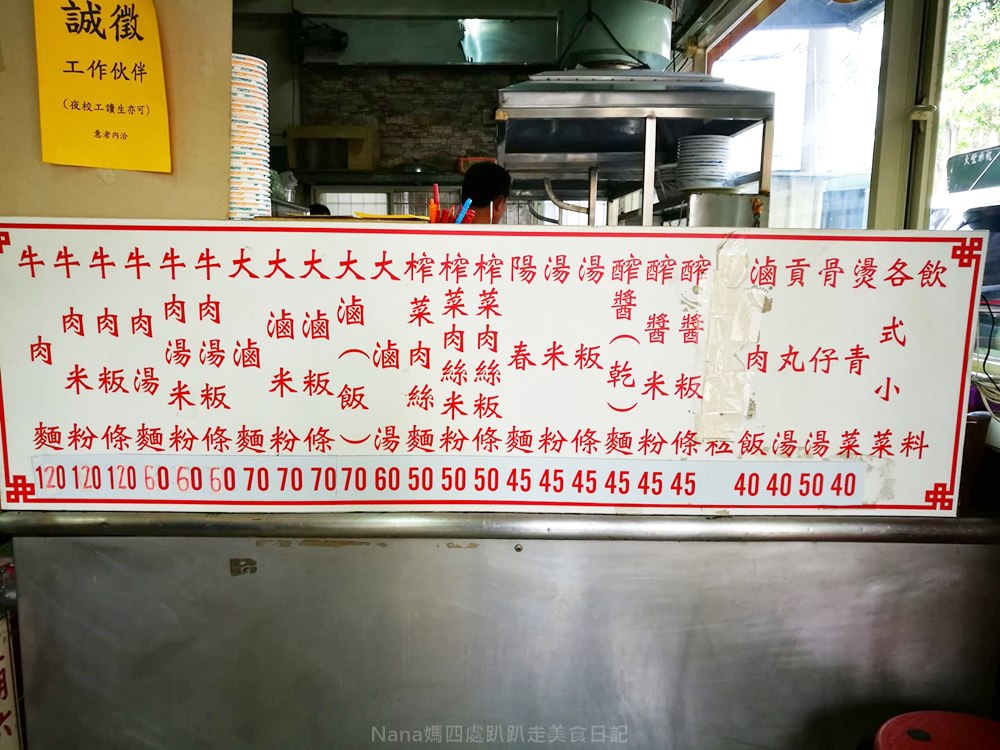 誠徵
工作伙伴
（夜校工讀生亦可）
意者內洽
牛肉麵 120
牛肉米粉 120
牛肉粄條 120
牛肉湯麵 60
牛肉湯米粉 60
牛肉湯粄條 60
大滷麵 70
大滷米粉 70
大滷粄條 70
大滷（飯） 70
大滷湯 60
榨菜肉絲麵 50
榨菜肉絲米粉 50
榨菜肉絲粄條 50
陽春麵 45
湯米粉 45
湯粄條 45
醡醬（乾）麵 45
醡醬米粉 45
醡醬粄條 45
滷肉飯 40
貢丸湯 40
骨仔湯 50
燙青菜 40
各式小菜
飲料
Nana媽四處趴趴走美食日記